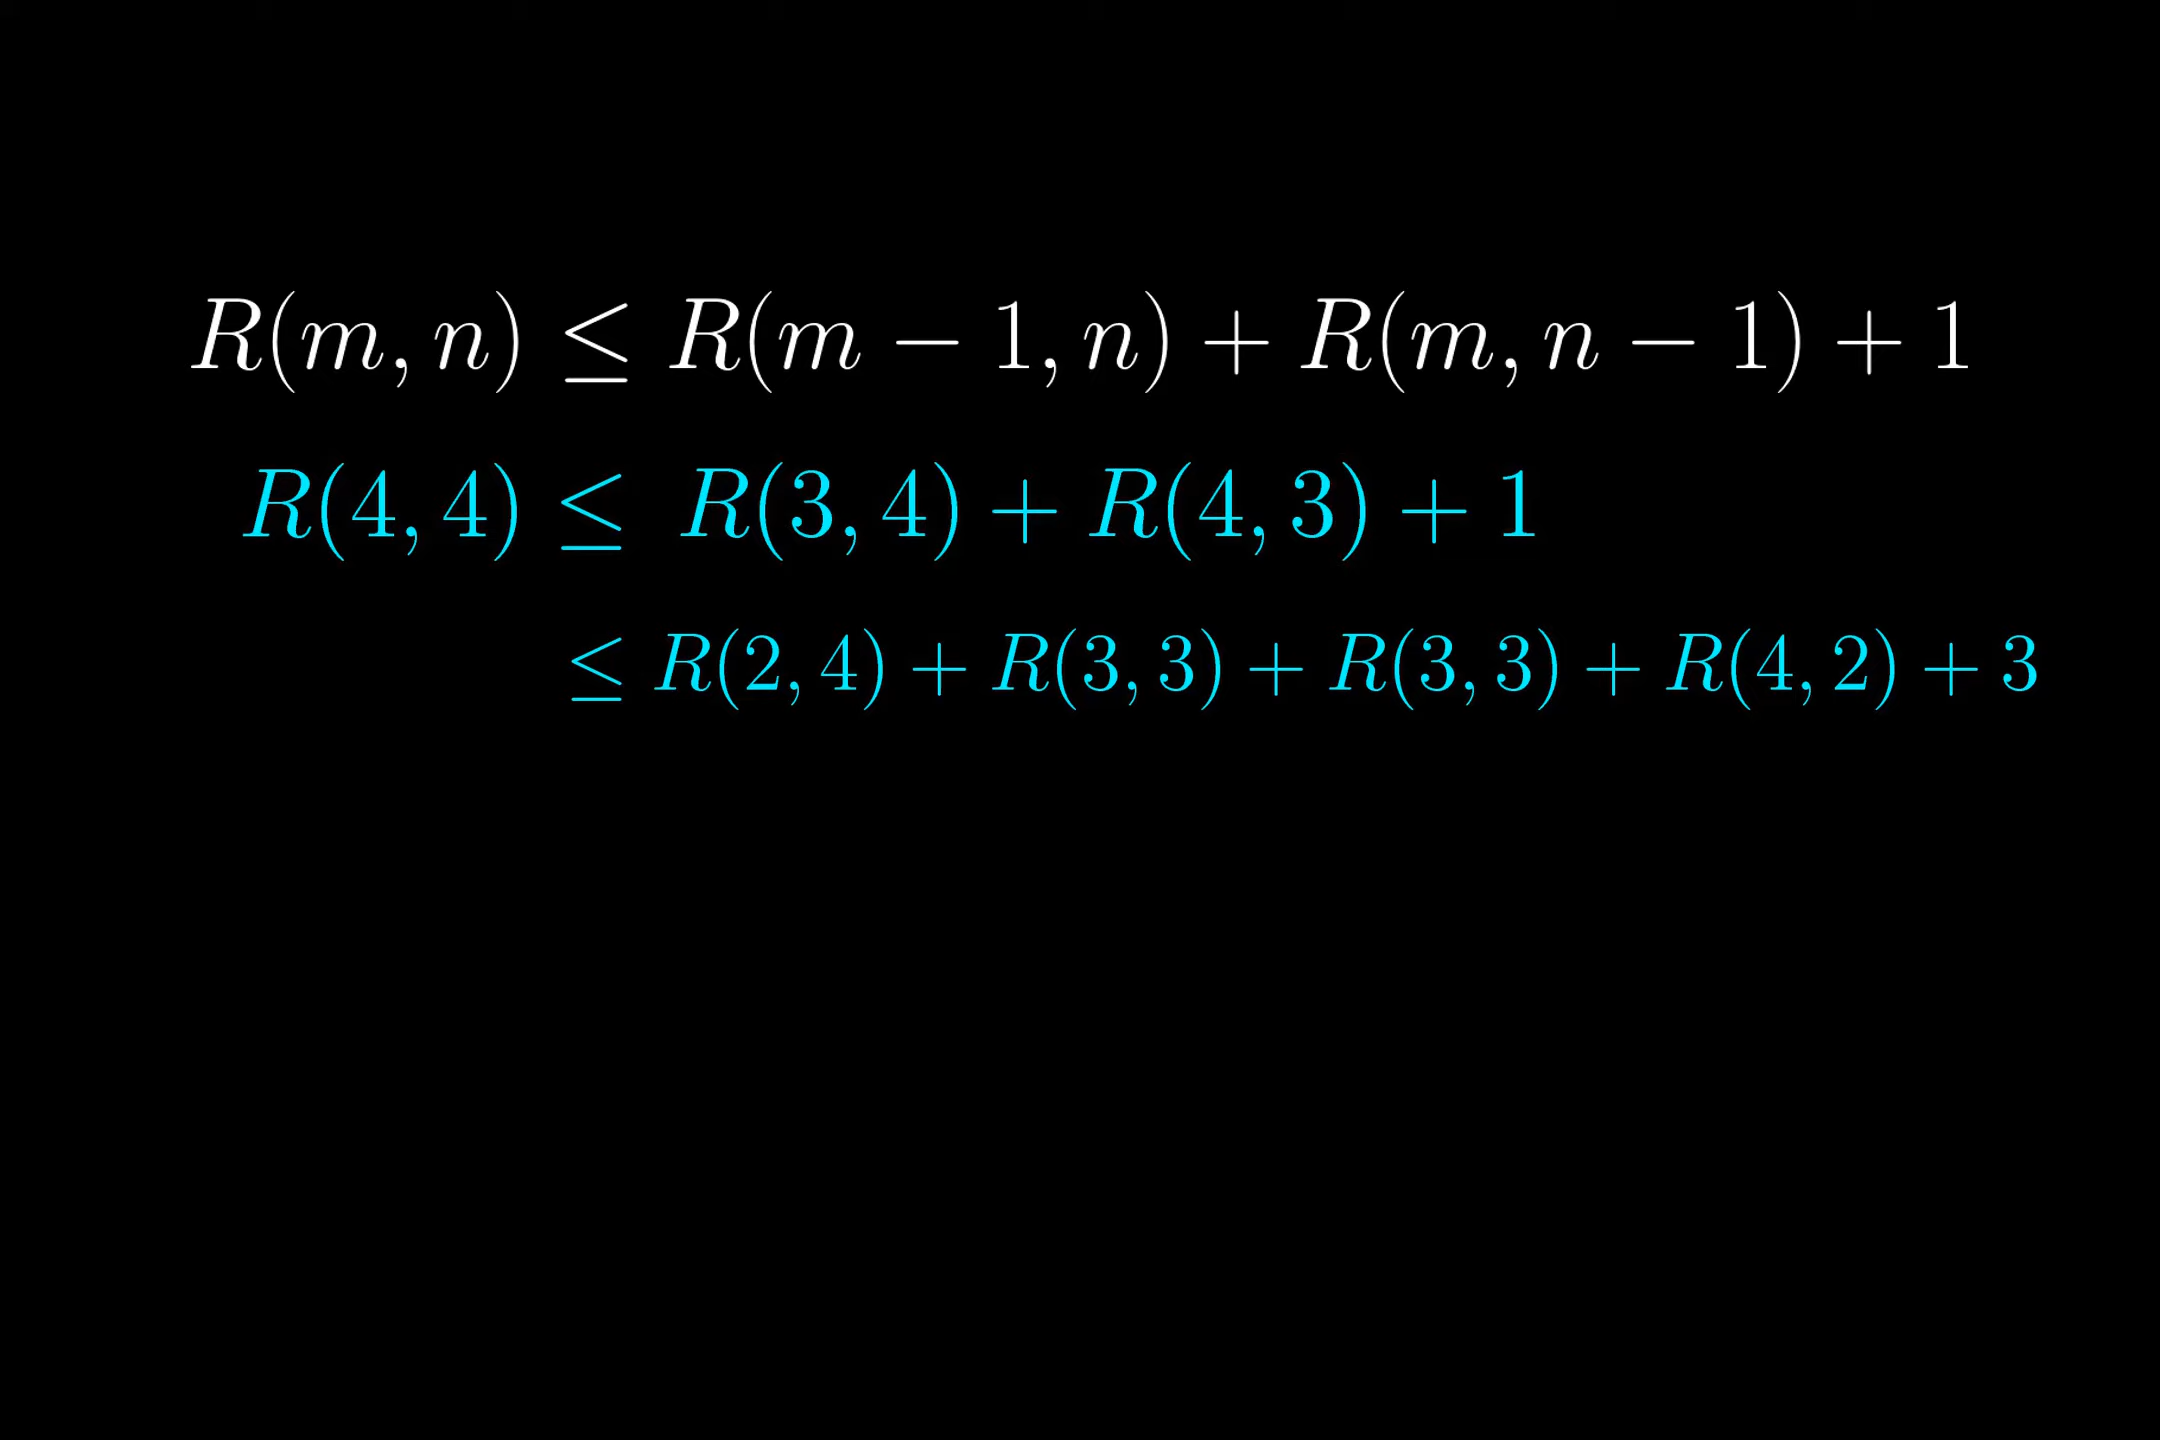 R(m, n) ≤ R(m − 1, n) + R(m, n − 1) + 1
R(4, 4) ≤ R(3, 4) + R(4, 3) + 1
≤ R(2, 4) + R(3, 3) + R(3, 3) + R(4, 2) + 3